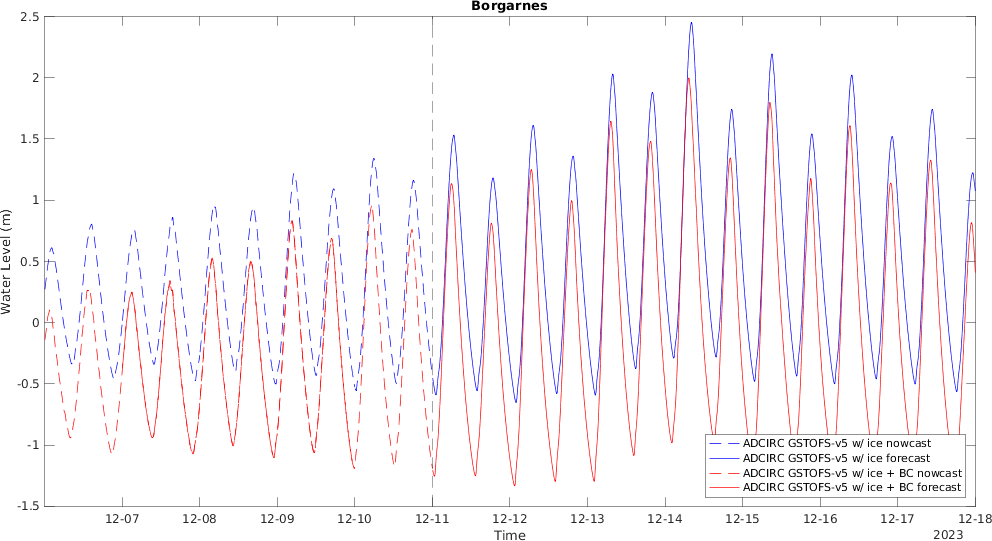 Borgarnes
2.5
2
1.5
1
0.5
0
-0.5
-1
-1.5
Water Level (m)
ADCIRC GSTOFS-v5 w/ ice nowcast
ADCIRC GSTOFS-v5 w/ ice forecast
ADCIRC GSTOFS-v5 w/ ice + BC nowcast
ADCIRC GSTOFS-v5 w/ ice + BC forecast
12-07 12-08 12-09 12-10 12-11 12-12 12-13 12-14 12-15 12-16 12-17 12-18
Time
2023